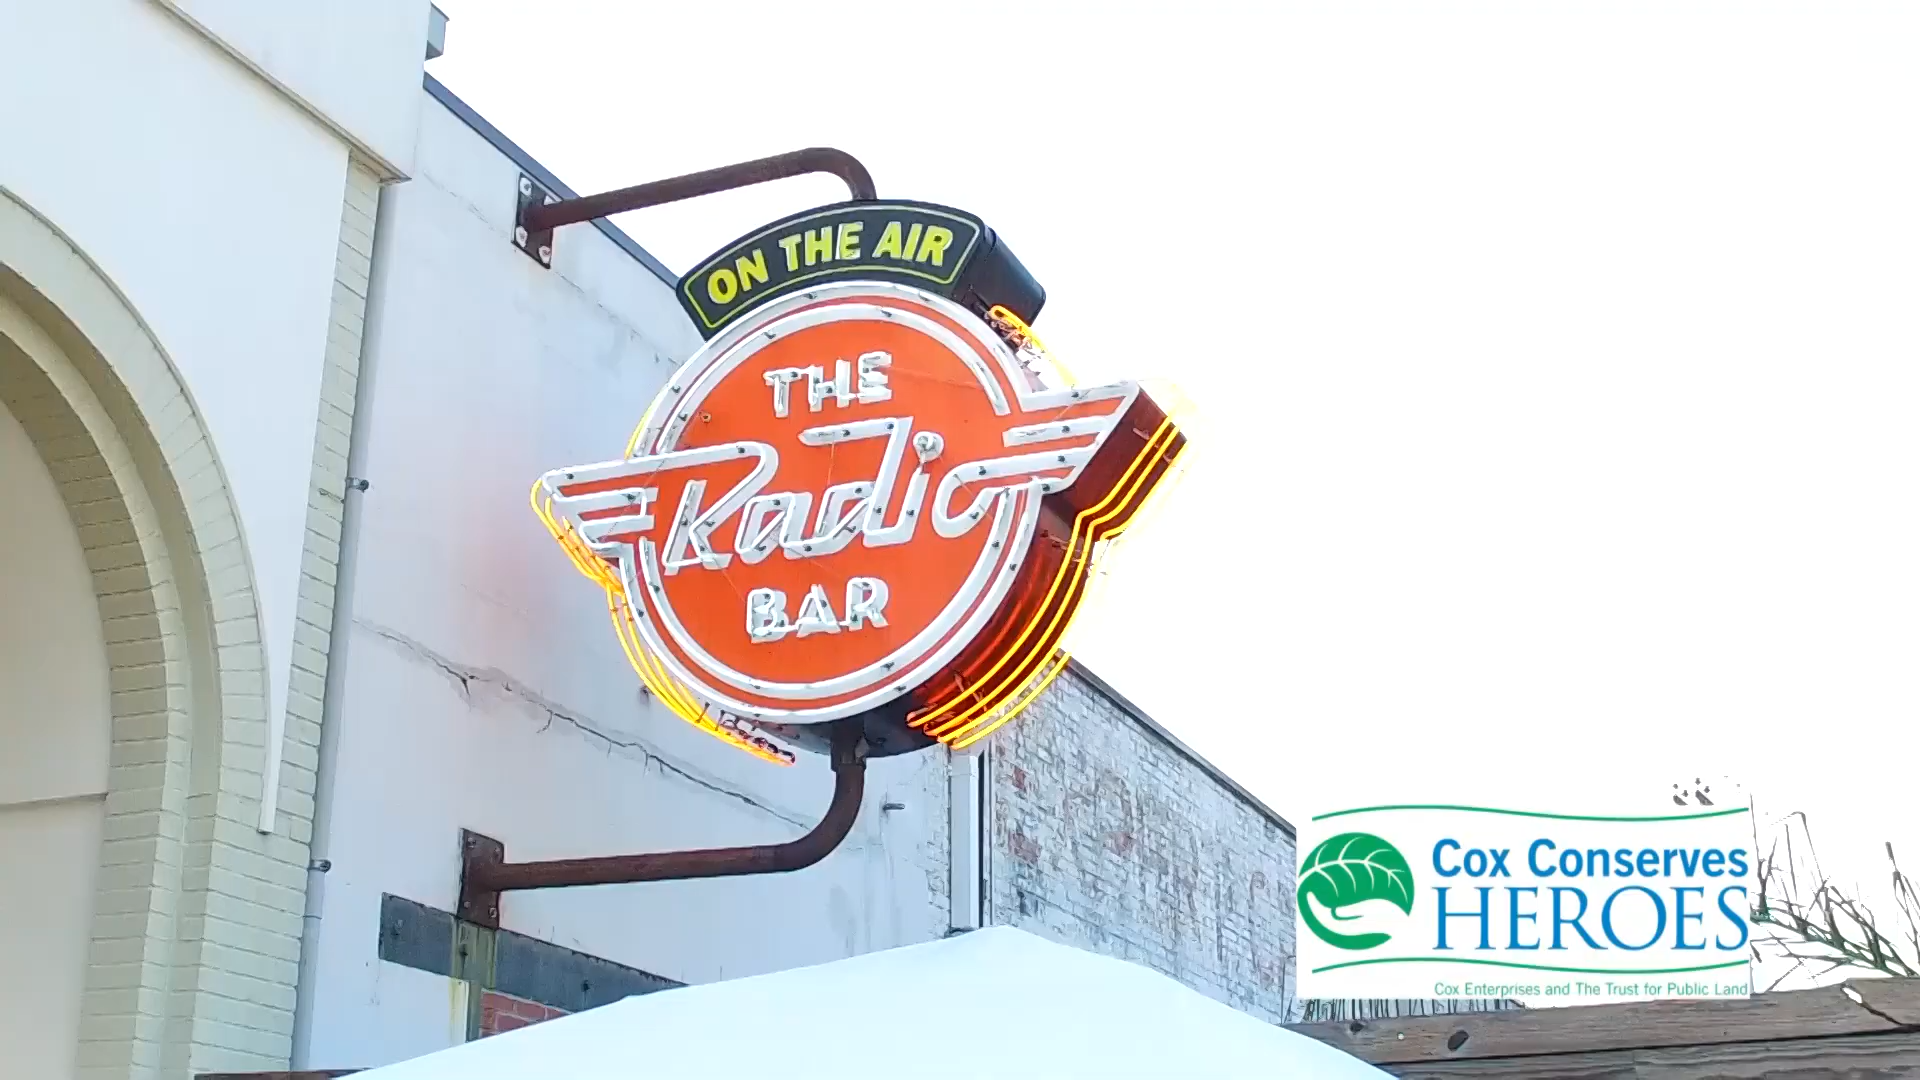 ON THE AIR
THE
Radio
BAR
Cox Conserves
HEROES
Cox Enterprises and The Trust for Public Land